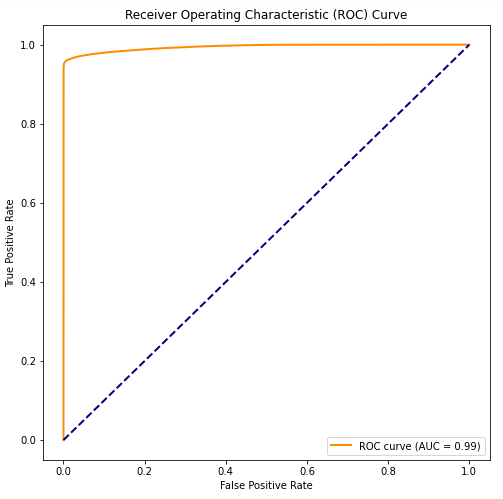 Receiver Operating Characteristic (ROC) Curve
True Positive Rate
1.0
0.8
0.6
0.4
0.2
0.0
ROC curve (AUC = 0.99)
0.0 0.2 0.4 0.6 0.8 1.0
False Positive Rate